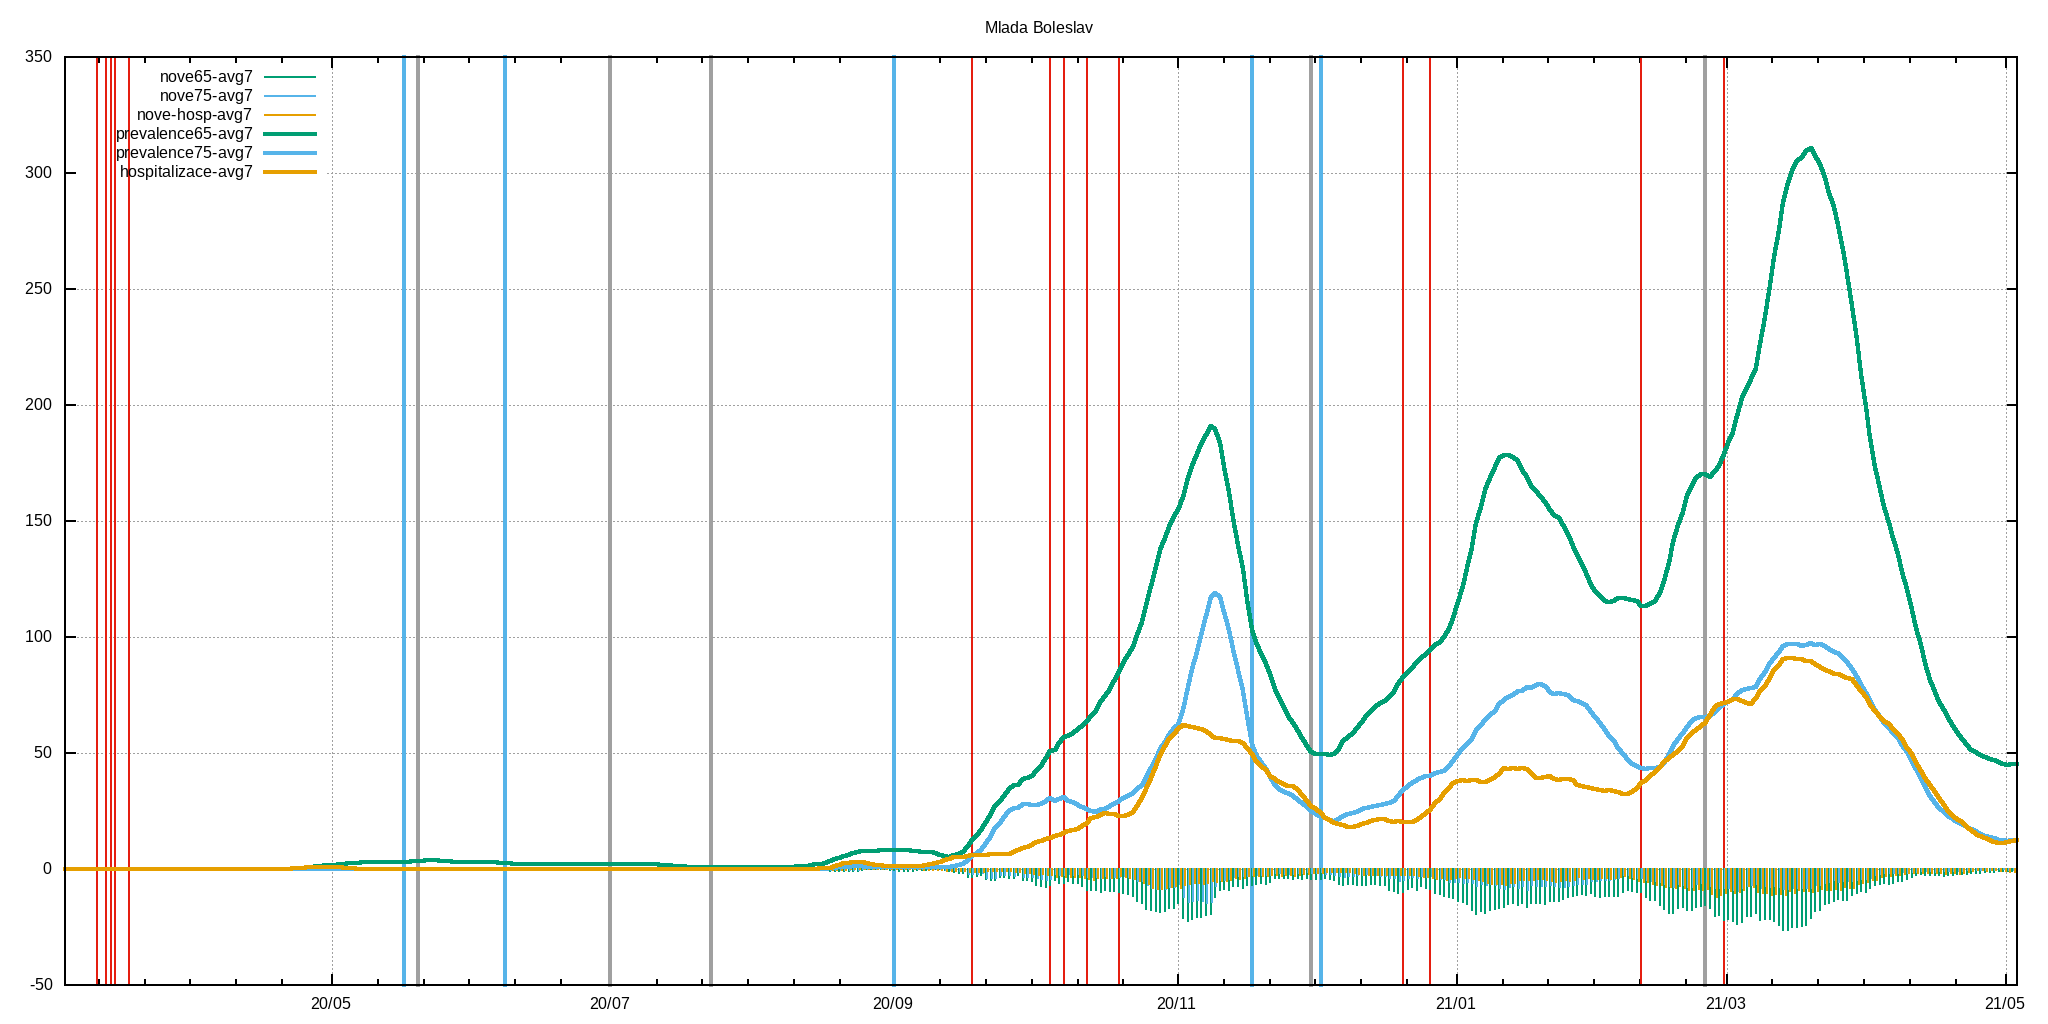 Mlada Boleslav
350
300
250
200
150
100
50
0
-50
nove65-avg7
nove75-avg7
nove-hosp-avg7
prevalence65-avg7
prevalence75-avg7
hospitalizace-avg7
20/05 20/07 20/09 20/11 21/01 21/03 21/05